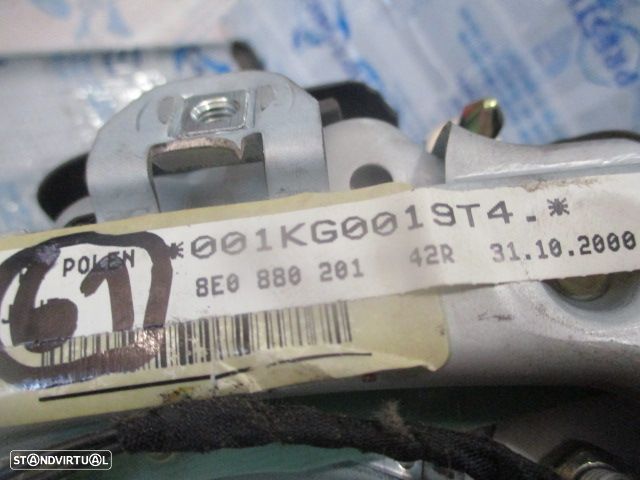 *001KG0019T4.*
POLEN
8E0 880 201 42R 31.10.2000
61
STANDVIRTUAL